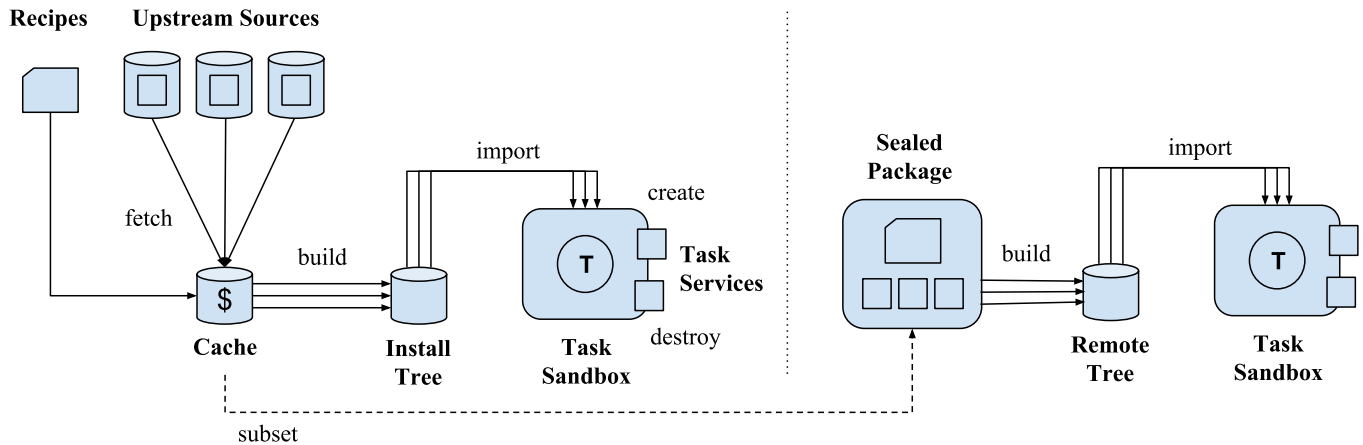 Recipes
Upstream Sources
fetch
$
Cache
build
Install
Tree
import
T
create
Task
Services
destroy
Task
Sandbox
subset
Sealed
Package
build
Remote
Tree
import
T
Task
Sandbox